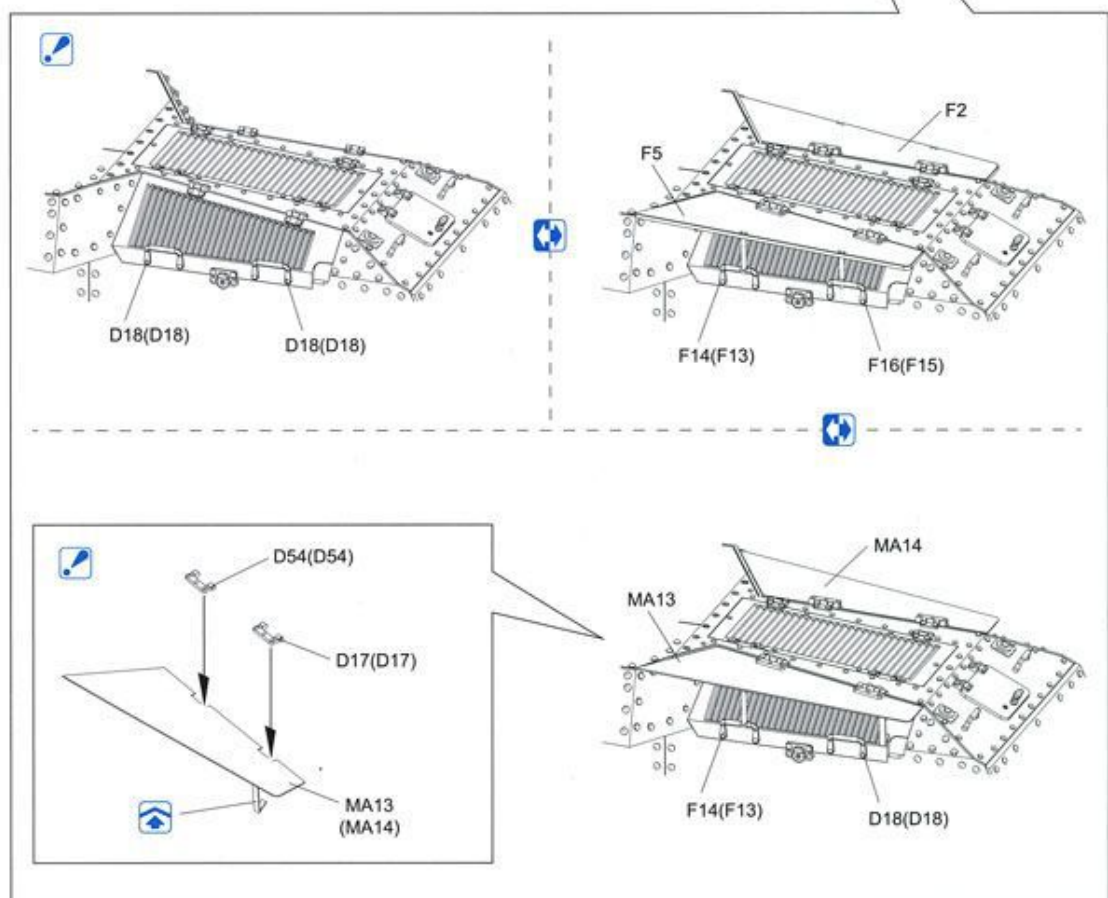 F2
F5
D18(D18)
D18(D18)
F14(F13)
F16(F15)
D54(D54)
D17(D17)
MA13
(MA14)
MA14
MA13
F14(F13)
D18(D18)